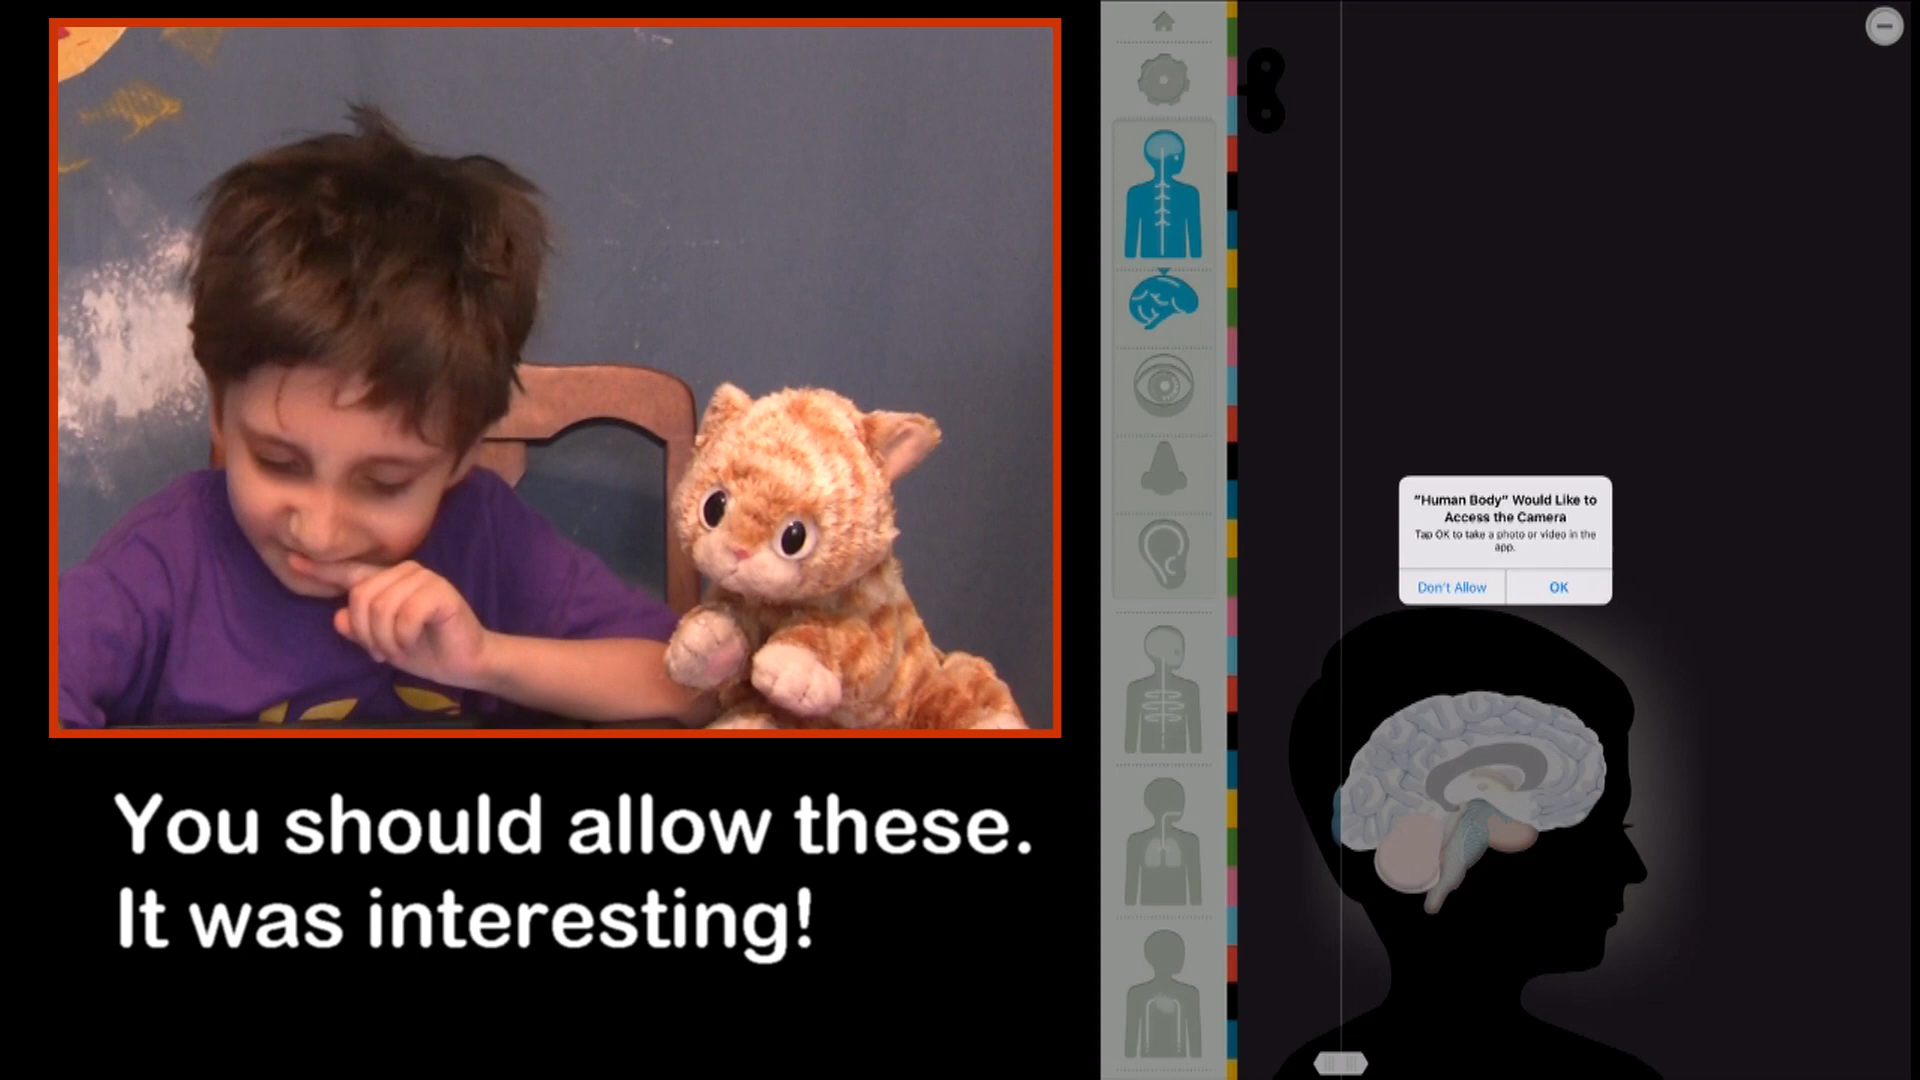 You should allow these.
It was interesting!
"Human Body" Would Like to
Access the Camera
Tap OK to take a photo or video in the
app.
Don't Allow
OK